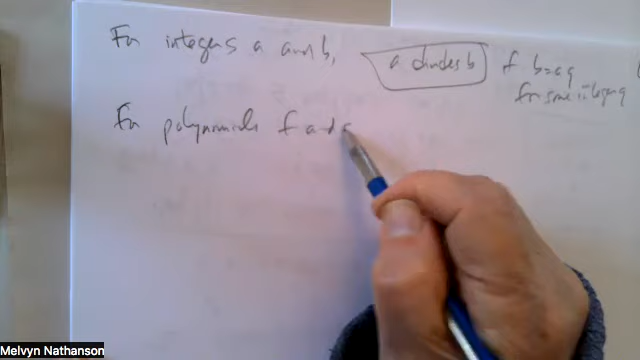 For integers a and b, a divides b if b=aq
for some integer q
For polynomials f and
Melvyn Nathanson